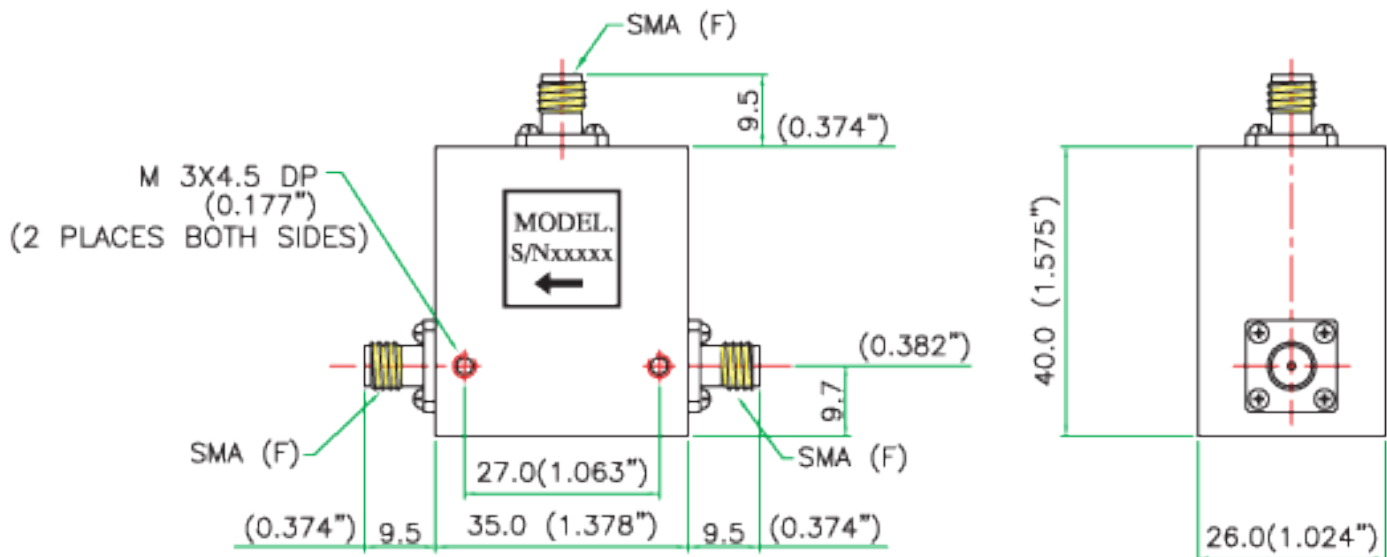 SMA (F)
9.5
(0.374")
M 3X4.5 DP
(0.177")
(2 PLACES BOTH SIDES)
MODEL.
S/Nxxxxx
40.0 (1.575")
(0.382")
9.7
SMA (F)
SMA (F)
27.0(1.063")
(0.374") 9.5 35.0 (1.378") 9.5 (0.374")
26.0(1.024")